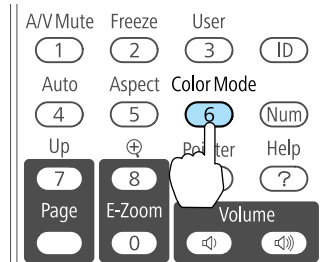 A/V Mute Freeze User
1 2 3 ID
Auto Aspect Color Mode
4 5 6 Num
Up Help
7 8 ?
Page E-Zoom Volume
0